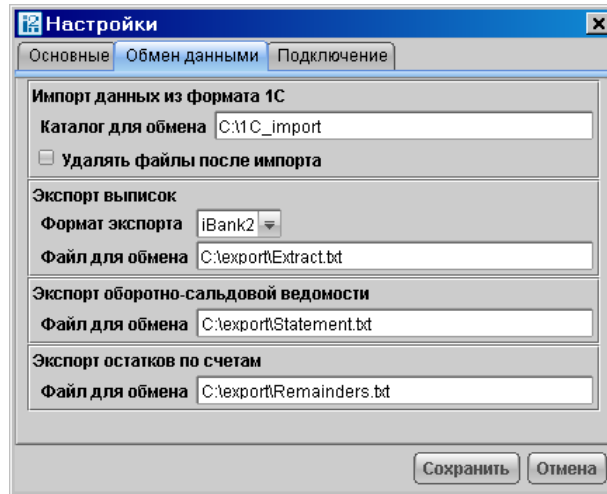 Настройки
Основные Обмен данными Подключение
Импорт данных из формата 1С
Каталог для обмена C:\1C_import
Удалять файлы после импорта
Экспорт выписок
Формат экспорта iBank2
Файл для обмена C:\export\Extract.txt
Экспорт оборотно-сальдовой ведомости
Файл для обмена C:\export\Statement.txt
Экспорт остатков по счетам
Файл для обмена C:\export\Remainders.txt
Сохранить Отмена